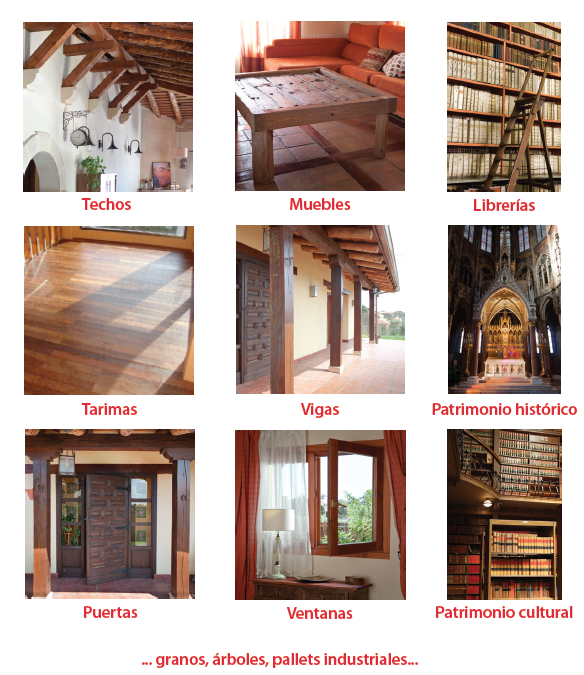 Techos
Muebles
Librerías
Tarimas
Vigas
Patrimonio histórico
Puertas
Ventanas
Patrimonio cultural
... granos, árboles, pallets industriales...